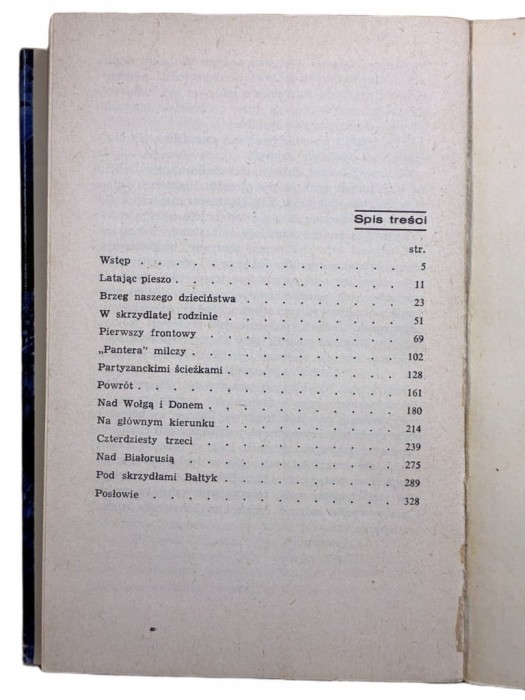 Spis treści
str.
Wstęp . . . . . . . . . . . . . . . 5
Latając pieszo . . . . . . . . . . . . . 11
Brzeg naszego dzieciństwa . . . . . . . . . 23
W skrzydlatej rodzinie . . . . . . . . . . 51
Pierwszy frontowy . . . . . . . . . . . 69
„Pantera” milczy . . . . . . . . . . . . 102
Partyzanckimi ścieżkami . . . . . . . . . . 128
Powrót . . . . . . . . . . . . . . . 161
Nad Wołgą i Donem . . . . . . . . . . . 180
Na głównym kierunku . . . . . . . . . . 214
Czterdziesty trzeci . . . . . . . . . . . 239
Nad Białorusią . . . . . . . . . . . . 275
Pod skrzydłami Bałtyk . . . . . . . . . . 289
Posłowie . . . . . . . . . . . . . . 328